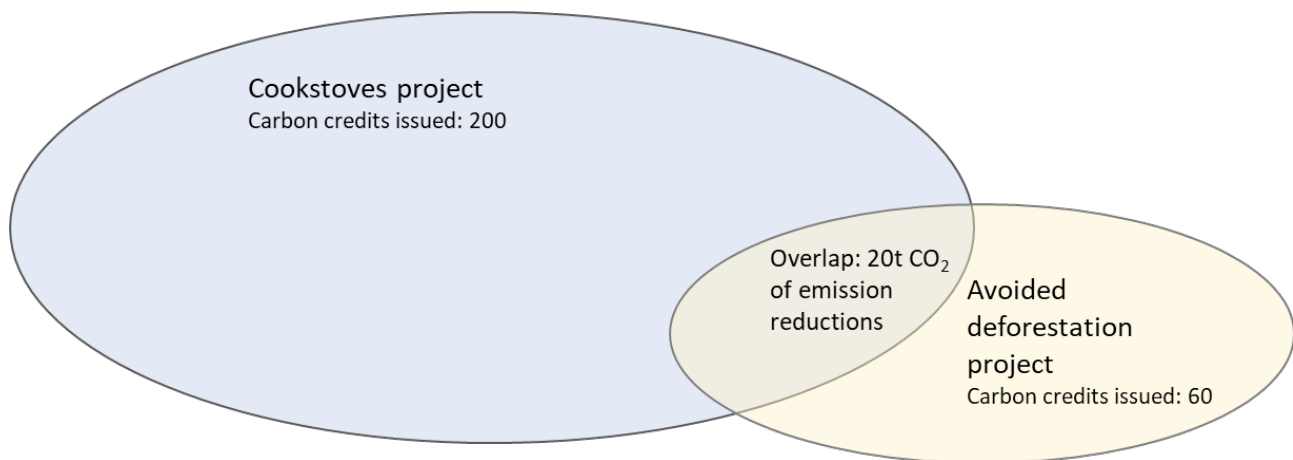 Cookstoves project
Carbon credits issued: 200
Overlap: 20t CO₂
of emission
reductions
Avoided
deforestation
project
Carbon credits issued: 60